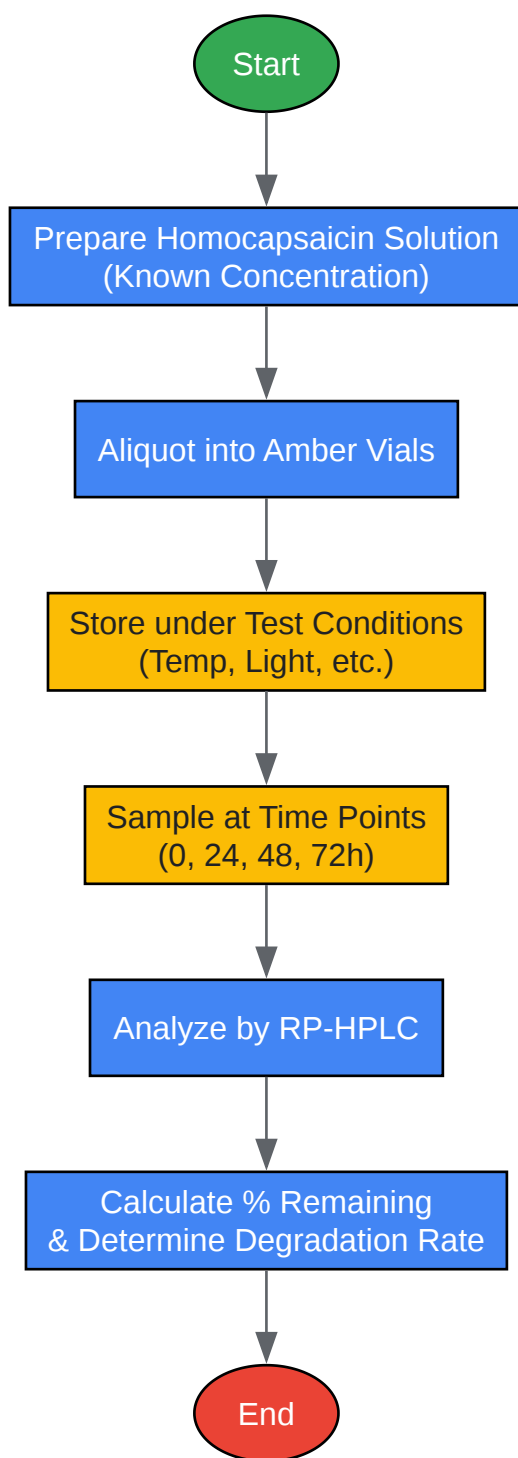 Start
Prepare Homocapsaicin Solution
(Known Concentration)
Aliquot into Amber Vials
Store under Test Conditions
(Temp, Light, etc.)
Sample at Time Points
(0, 24, 48, 72h)
Analyze by RP-HPLC
Calculate % Remaining
& Determine Degradation Rate
End